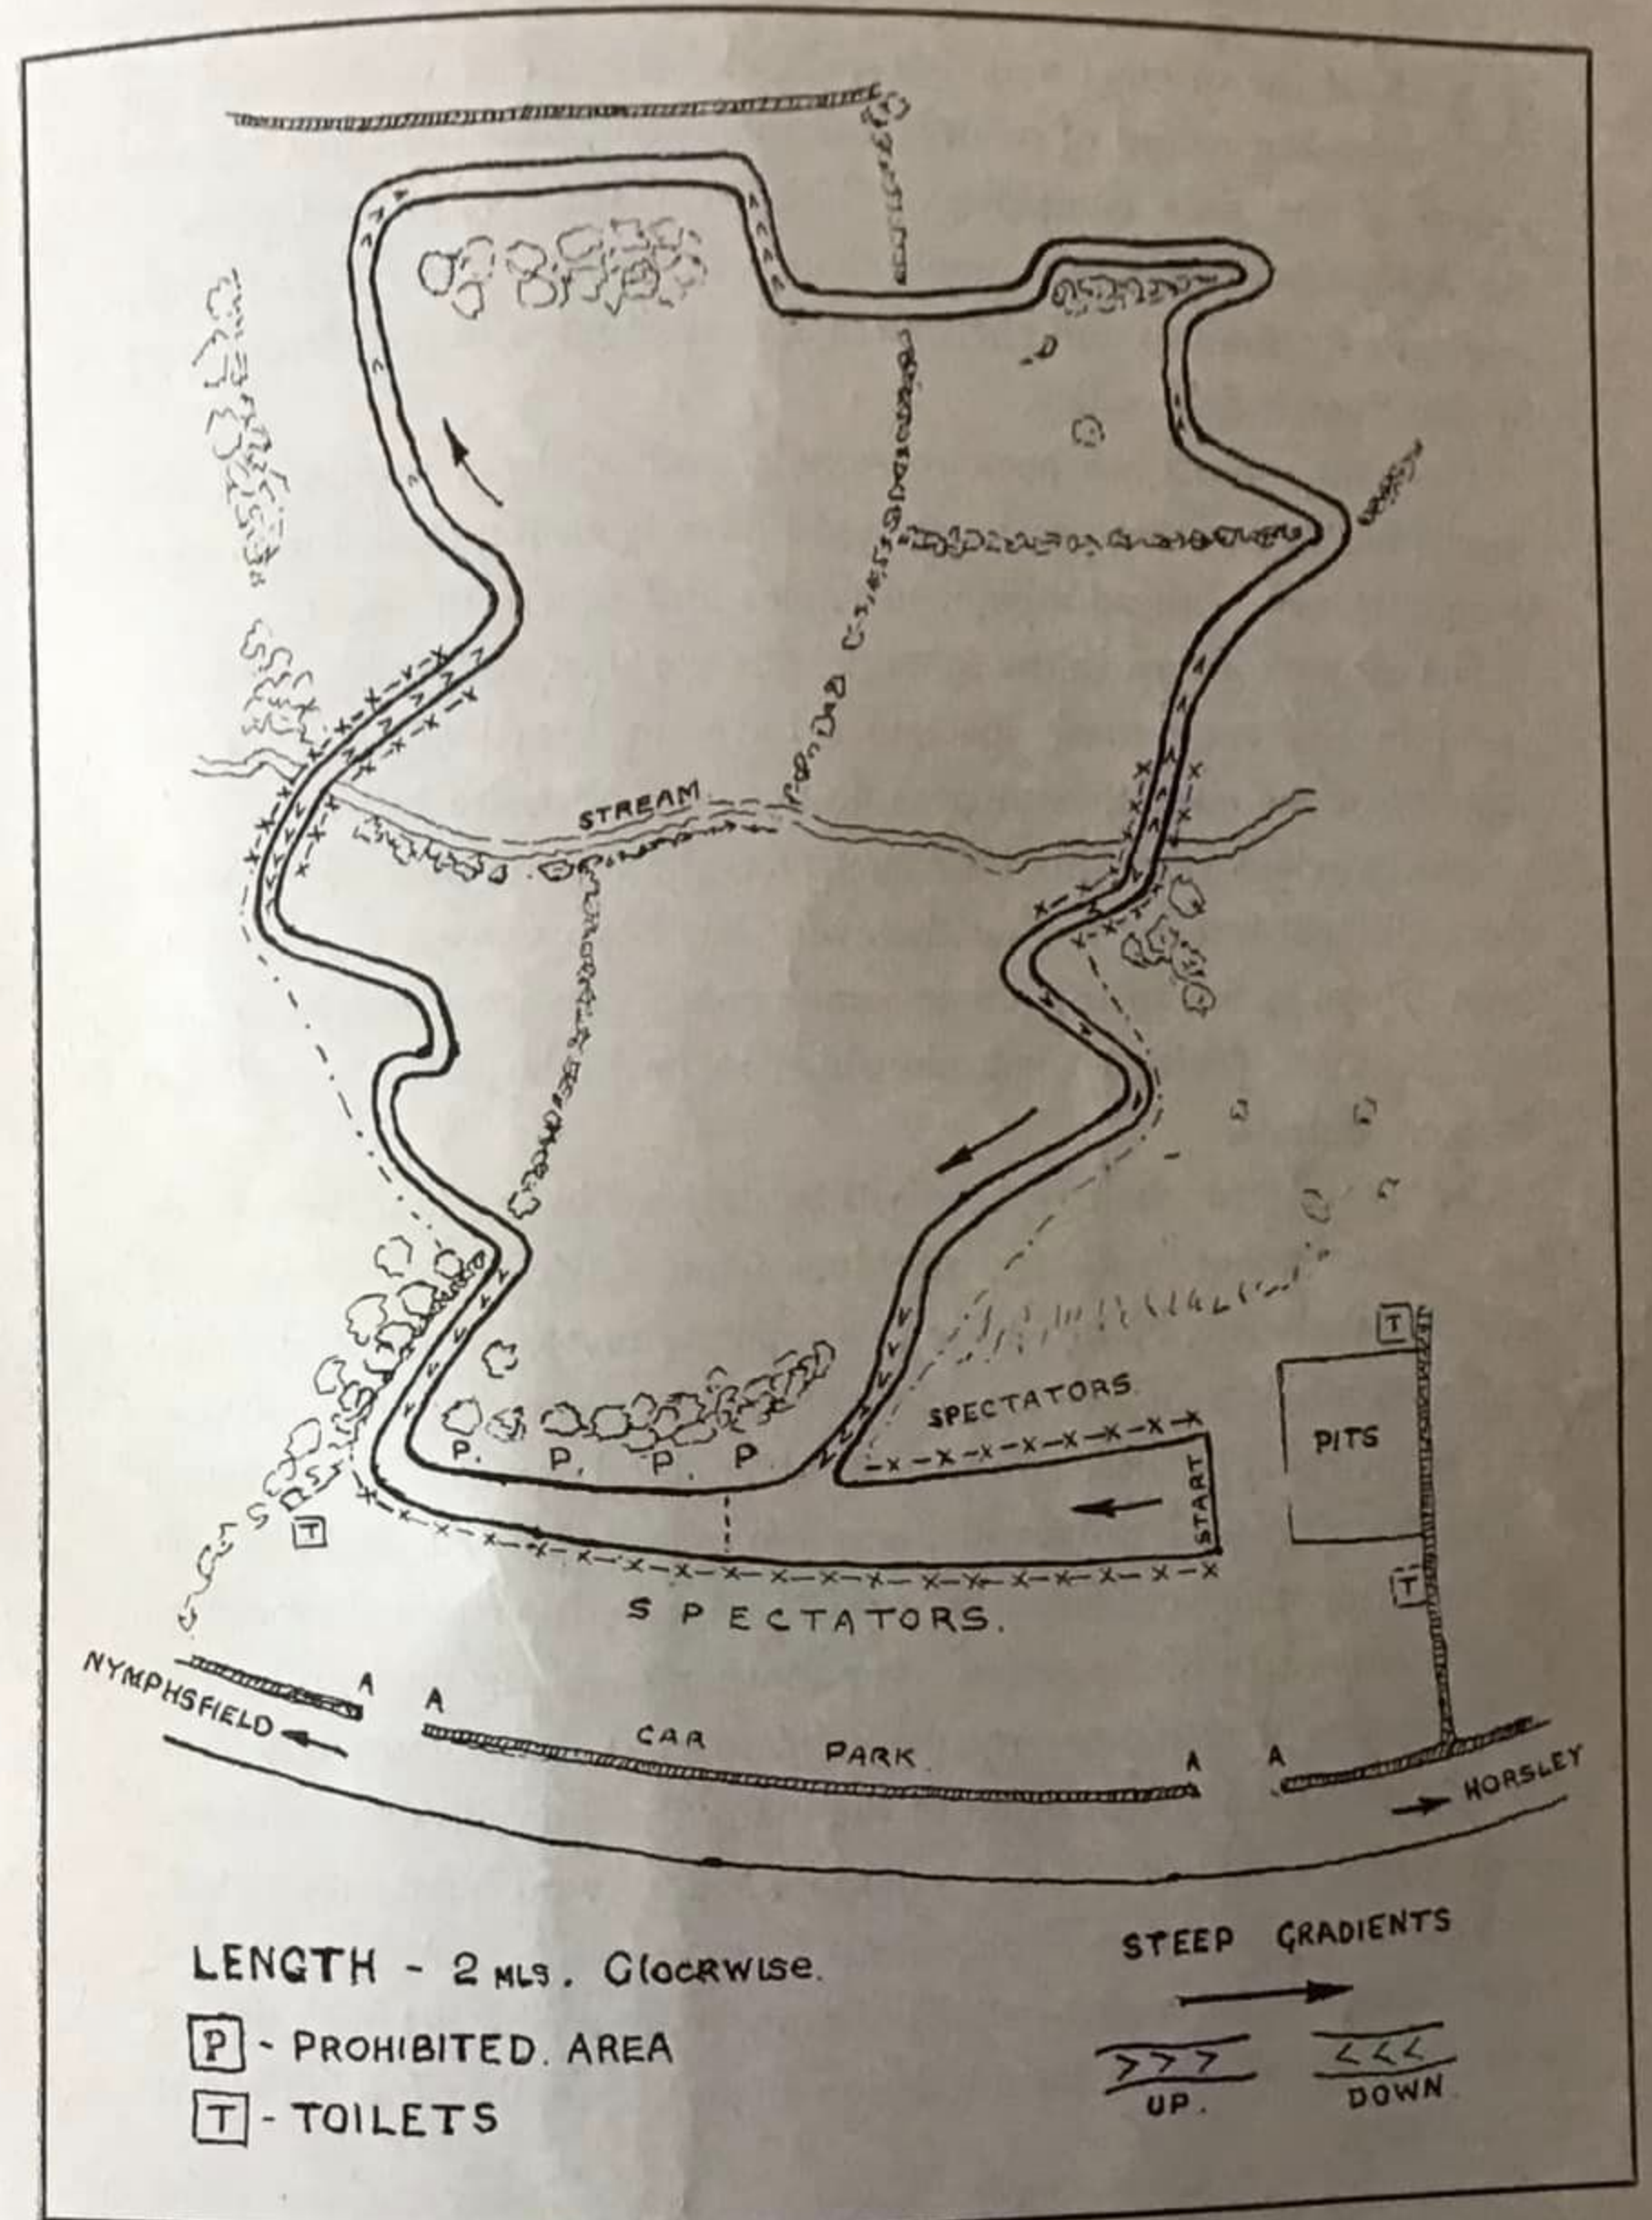 STREAM
SPECTATORS
T
PITS
START
P. P. P. P
T
T
SPECTATORS.
NYMPHSFIELD
A
A
CAR PARK.
A
A
HORSLEY
STEEP GRADIENTS
LENGTH - 2 MLS. Clockwise.
P - PROHIBITED. AREA
UP.
DOWN.
T - TOILETS